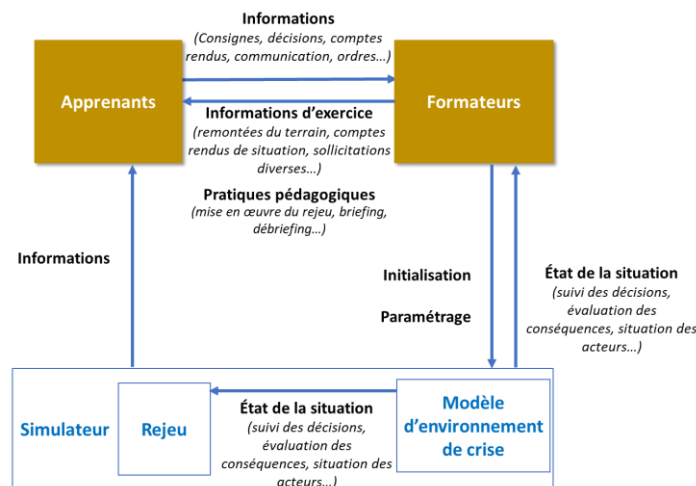 Informations
(Consignes, décisions, comptes
rendus, communication, ordres…)
Apprenants
Formateurs
Informations d'exercice
(remontées du terrain, comptes
rendus de situation, sollicitations
diverses…)
Pratiques pédagogiques
(mise en œuvre du rejeu, briefing,
débriefing…)
Informations
Initialisation
Paramétrage
État de la situation
(suivi des décisions,
évaluation des
conséquences, situation des
acteurs…)
Simulateur
Rejeu
État de la situation
(suivi des décisions,
évaluation des
conséquences, situation des
acteurs…)
Modèle
d'environnement
de crise